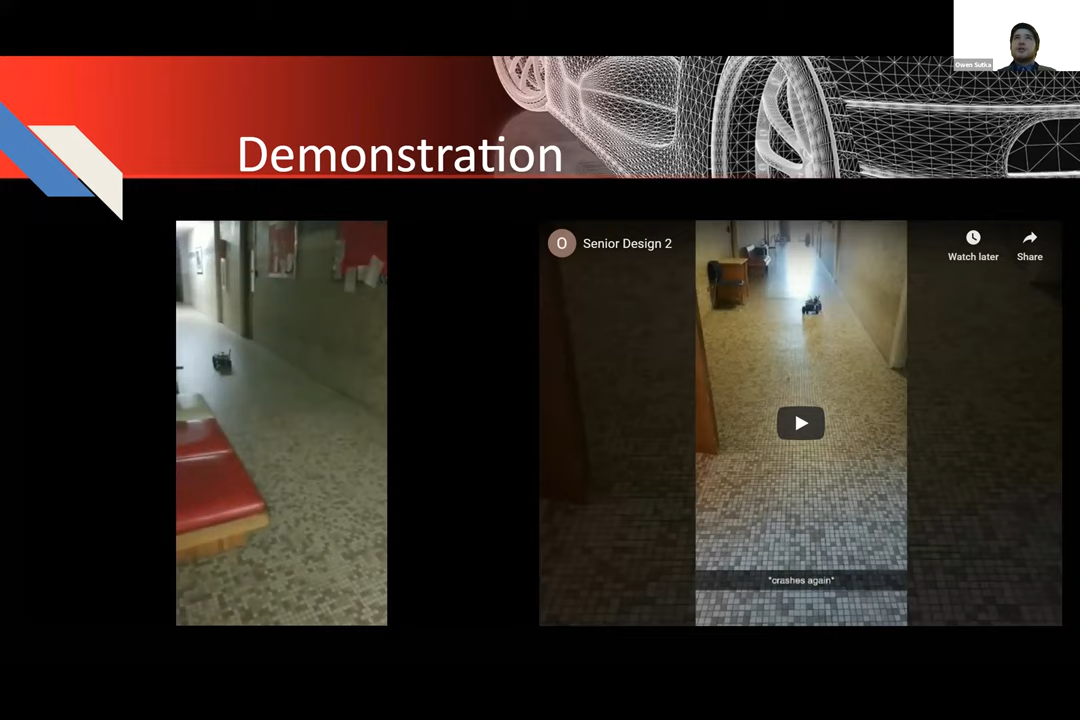 Owen Sutka
Demonstration
O
Senior Design 2
Watch later
Share
*crashes again*